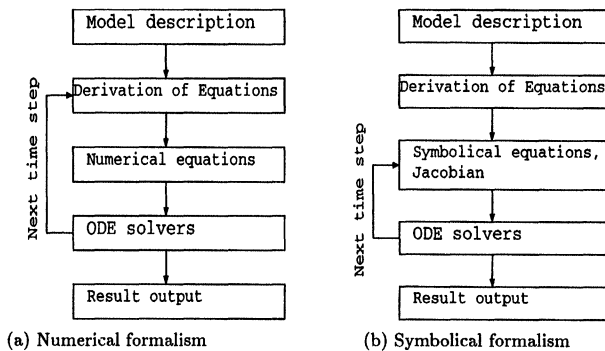 Model description
Derivation of Equations
Numerical equations
ODE solvers
Result output
Next time step
(a) Numerical formalism
Model description
Derivation of Equations
Symbolical equations,
Jacobian
ODE solvers
Result output
Next time step
(b) Symbolical formalism